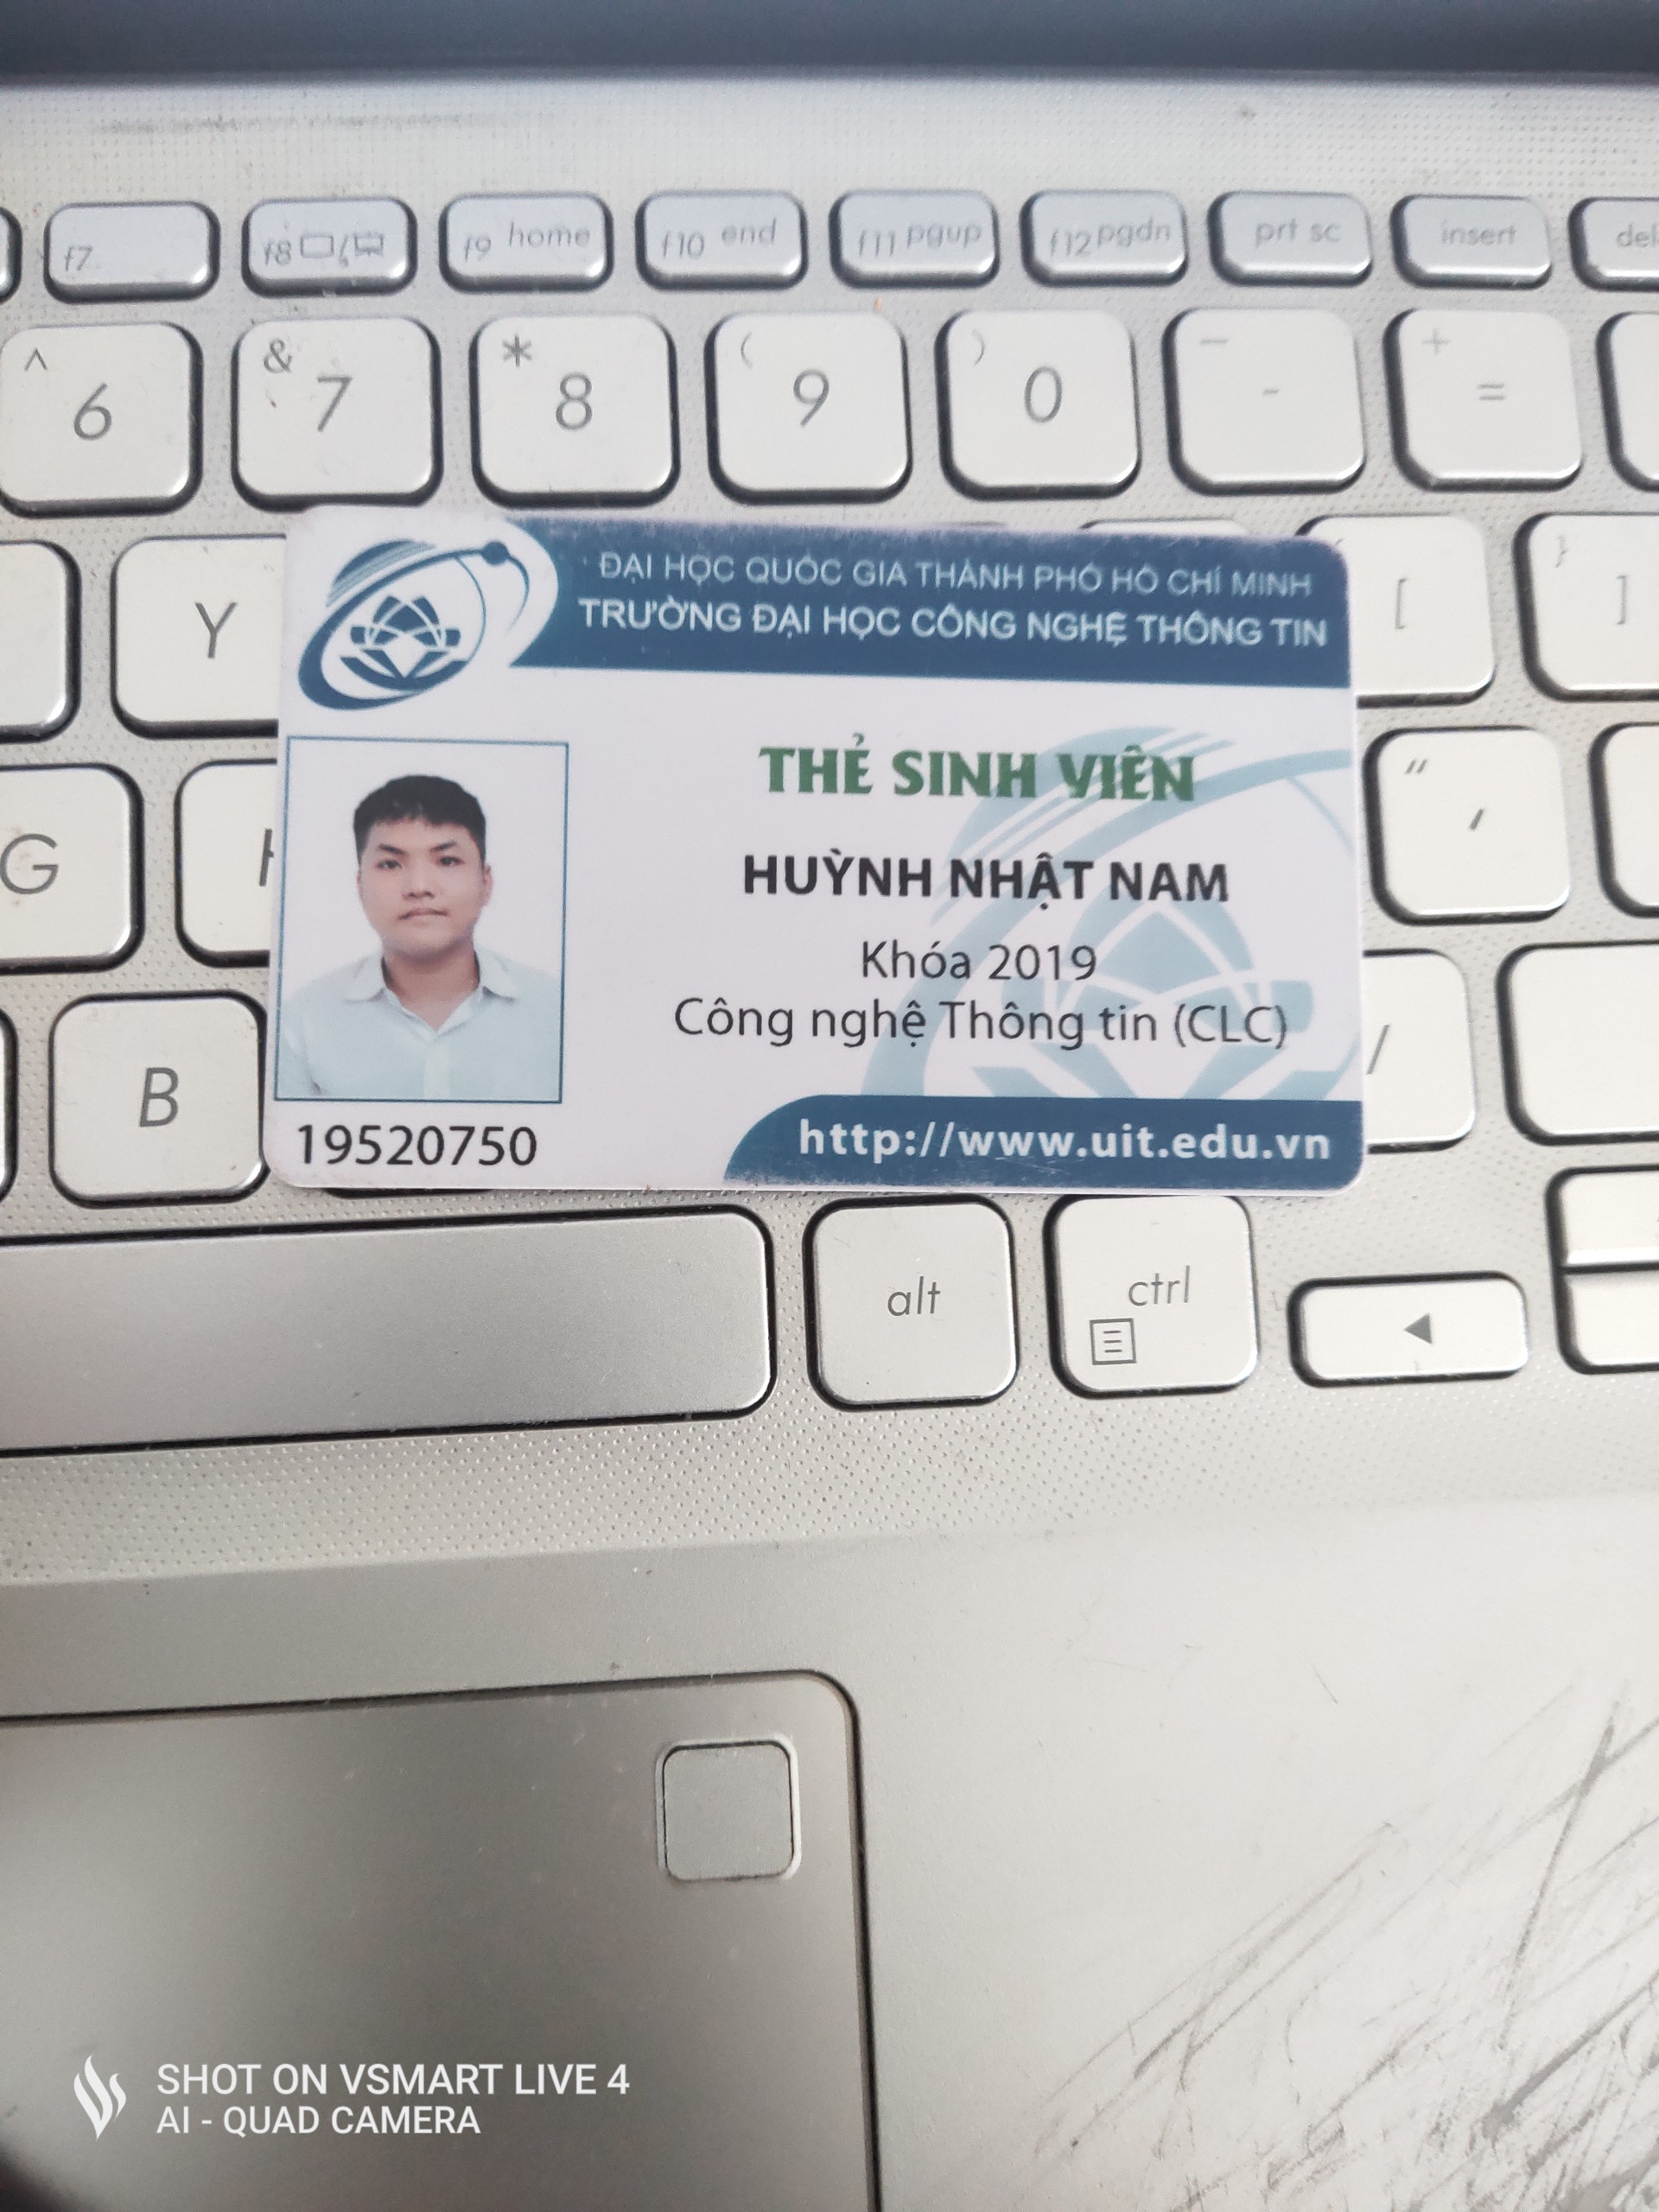 f7 f8 f9 home f10 end f11 pgup f12 pgdn prt sc insert del
^ 6 & 7 * 8 ( 9 ) 0 - + =
Y [ } ]
ĐẠI HỌC QUỐC GIA THÀNH PHỐ HỒ CHÍ MINH
TRƯỜNG ĐẠI HỌC CÔNG NGHỆ THÔNG TIN
THẺ SINH VIÊN
HUỲNH NHẬT NAM
Khóa 2019
Công nghệ Thông tin (CLC)
19520750
http://www.uit.edu.vn
G " '
B /
alt ctrl
SHOT ON VSMART LIVE 4
AI - QUAD CAMERA